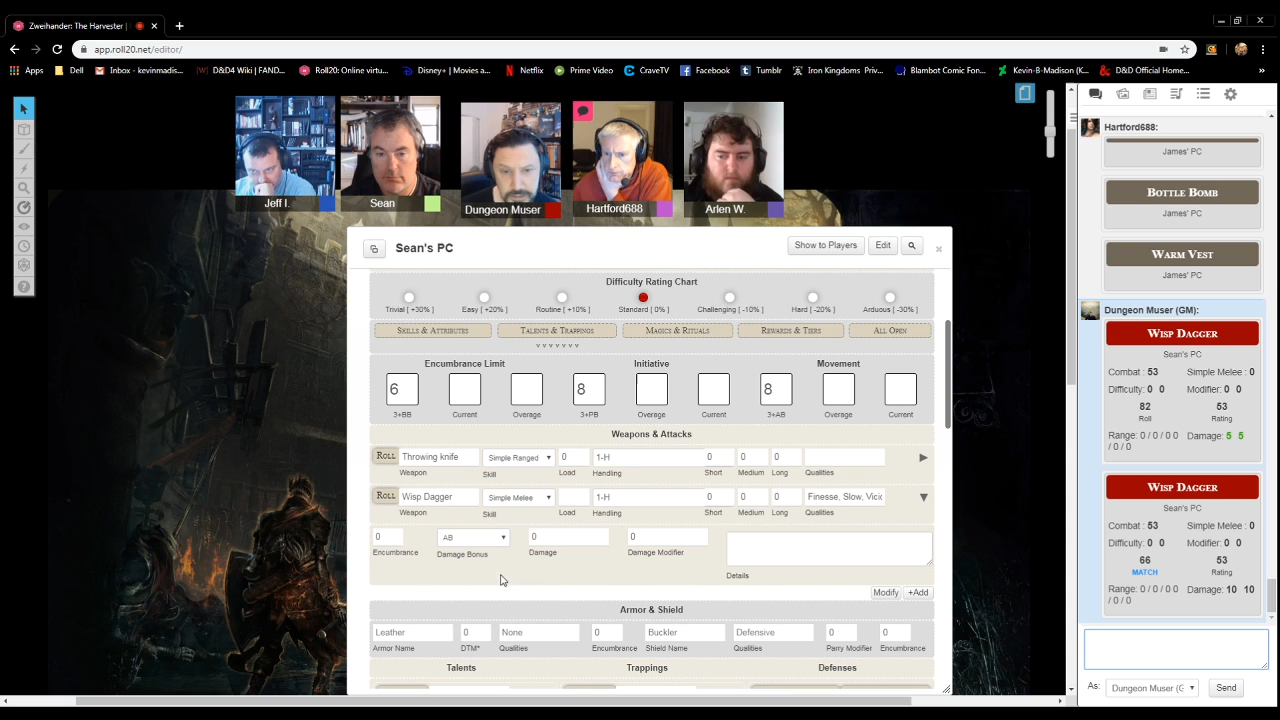 Zweihander: The Harvester |
app.roll20.net/editor/
Apps Dell Inbox - kevinmadis... D&D4 Wiki | FAND... Roll20: Online virtu... Disney+ | Movies a... Netflix Prime Video CraveTV Facebook Tumblr Iron Kingdoms Priv... Blambot Comic Fon... Kevin-B-Madison (K... D&D Official Home... »
Jeff I.
Sean
Dungeon Muser
Hartford688
Arlen W.
Sean's PC
Show to Players Edit
Difficulty Rating Chart
Trivial [ +30% ] Easy [ +20% ] Routine [ +10% ] Standard [ 0% ] Challenging [ -10% ] Hard [ -20% ] Arduous [ -30% ]
Skills & Attributes Talents & Trappings Magics & Rituals Rewards & Tiers All Open
v v v v v v v
Encumbrance Limit Initiative Movement
6 8 8
3+BB Current Overage 3+PB Overage Current 3+AB Overage Current
Weapons & Attacks
Roll Throwing knife Simple Ranged 0 1-H 0 0 0
Weapon Skill Load Handling Short Medium Long Qualities
Roll Wisp Dagger Simple Melee 1-H 0 0 0 Finesse, Slow, Vici
Weapon Skill Load Handling Short Medium Long Qualities
0 AB 0 0
Encumbrance Damage Bonus Damage Damage Modifier Details
Modify +Add
Armor & Shield
Leather 0 None 0 Buckler Defensive 0 0
Armor Name DTM* Qualities Encumbrance Shield Name Qualities Parry Modifier Encumbrance
Talents Trappings Defenses
Hartford688:
James' PC
Bottle Bomb
James' PC
Warm Vest
James' PC
Dungeon Muser (GM):
Wisp Dagger
Sean's PC
Combat : 53 Simple Melee : 0
Difficulty: 0 0 Modifier: 0 0
82 53
Roll Rating
Range: 0 / 0 / 0 0 Damage: 5 5
/ 0 / 0
Wisp Dagger
Sean's PC
Combat : 53 Simple Melee : 0
Difficulty: 0 0 Modifier: 0 0
66 53
MATCH Rating
Range: 0 / 0 / 0 0 Damage: 10 10
/ 0 / 0
As: Dungeon Muser (G Send